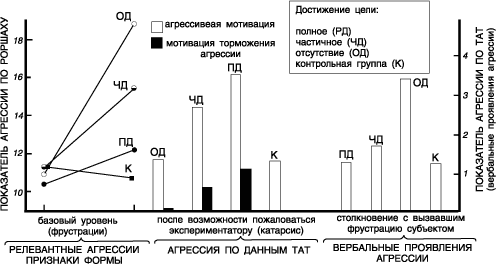 ПОКАЗАТЕЛЬ АГРЕССИИ ПО РОРШАХУ
18
16
14
12
10
ОД
ЧД
ПД
К
агрессивеая мотивация
мотивация торможения
агрессии
Достижение цели:
полное (РД)
частичное (ЧД)
отсутствие (ОД)
контрольная группа (К)
ОД
ЧД
ПД
К
ПД
ЧД
ОД
К
4
3
2
1
ПОКАЗАТЕЛЬ АГРЕССИИ ПО ТАТ
(вербальные проявления агрессии)
базовый уровень
(фрустрации)
после возможности пожаловаться
экспериментатору (катарсис)
столкновение с вызвавшим
фрустрацию субъектом
РЕЛЕВАНТНЫЕ АГРЕССИИ
ПРИЗНАКИ ФОРМЫ
АГРЕССИЯ ПО ДАННЫМ ТАТ
ВЕРБАЛЬНЫЕ ПРОЯВЛЕНИЯ
АГРЕССИИ